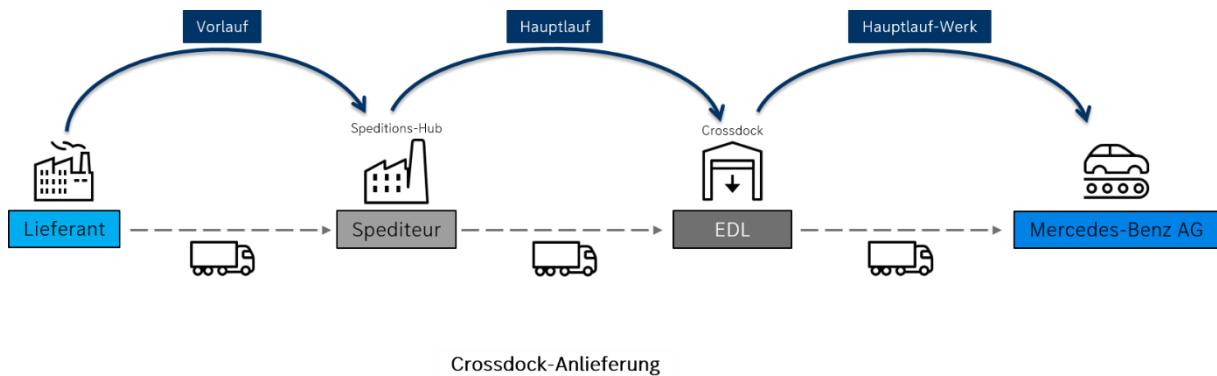 Vorlauf
Hauptlauf
Hauptlauf-Werk
Speditions-Hub
Crossdock
Lieferant
Spediteur
EDL
Mercedes-Benz AG
Crossdock-Anlieferung